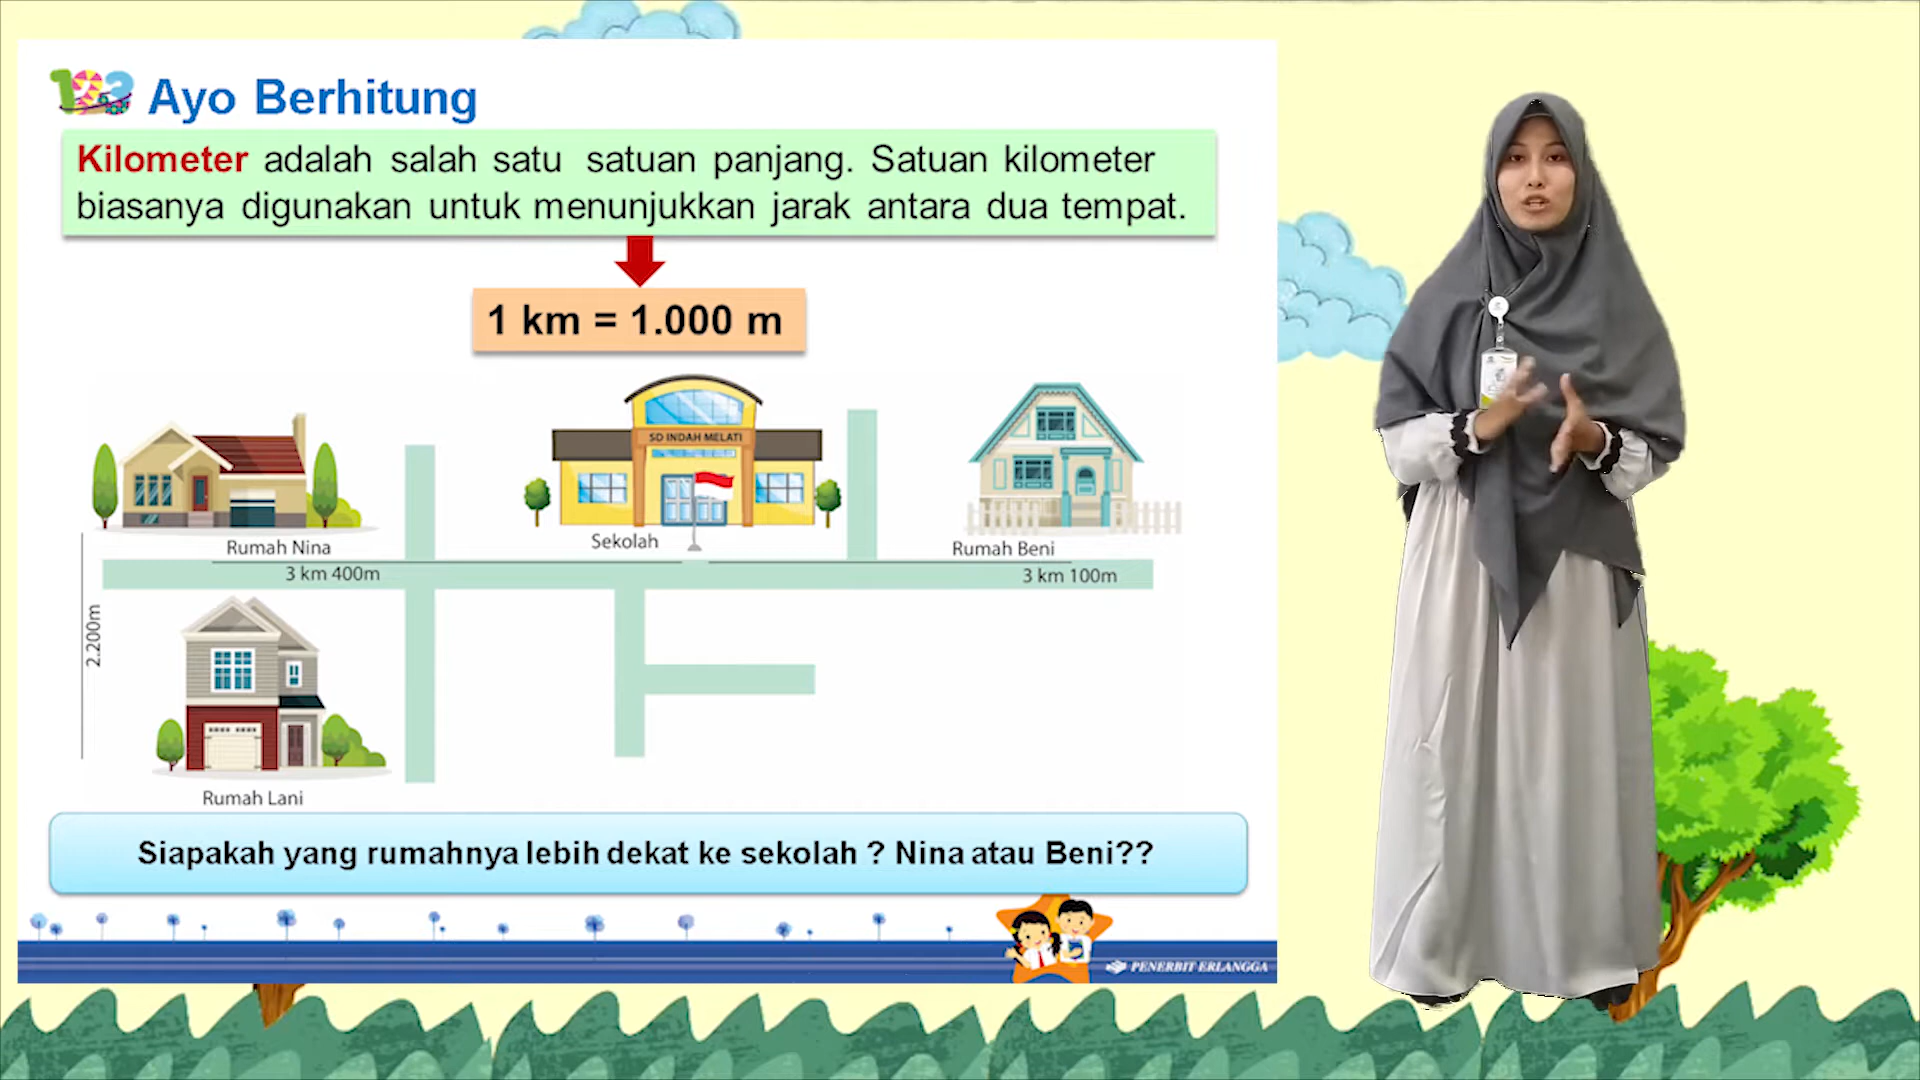 123
Ayo Berhitung
Kilometer adalah salah satu satuan panjang. Satuan kilometer
biasanya digunakan untuk menunjukkan jarak antara dua tempat.
1 km = 1.000 m
SD INDAH MELATI
Rumah Nina
Sekolah
Rumah Beni
3 km 400m
3 km 100m
2.200m
Rumah Lani
Siapakah yang rumahnya lebih dekat ke sekolah ? Nina atau Beni??
PENERBIT ERLANGGA